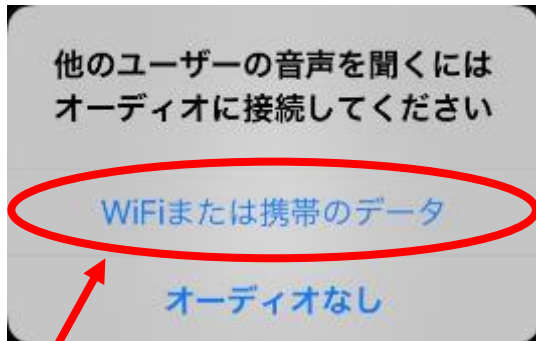 他のユーザーの音声を聞くには
オーディオに接続してください
WiFiまたは携帯のデータ
オーディオなし